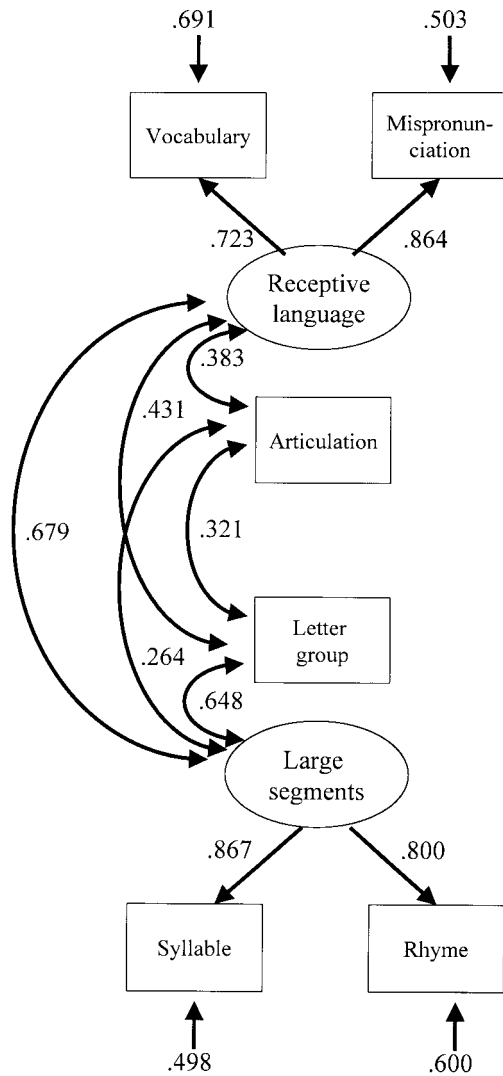 .691 .503
Vocabulary
Mispronun-
ciation
.723 .864
Receptive
language
.383
.431
Articulation
.679
.321
Letter
group
.264
.648
Large
segments
.867 .800
Syllable
Rhyme
.498 .600